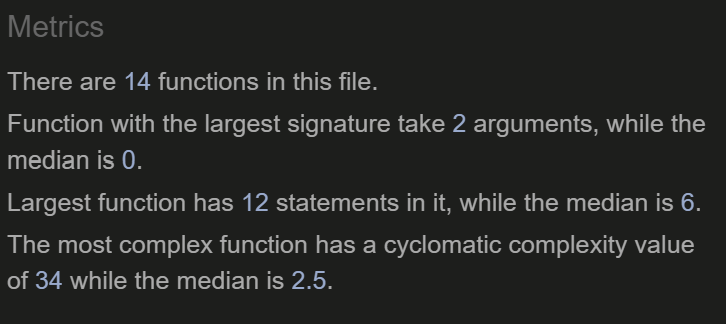 Metrics
There are 14 functions in this file.
Function with the largest signature take 2 arguments, while the
median is 0.
Largest function has 12 statements in it, while the median is 6.
The most complex function has a cyclomatic complexity value
of 34 while the median is 2.5.